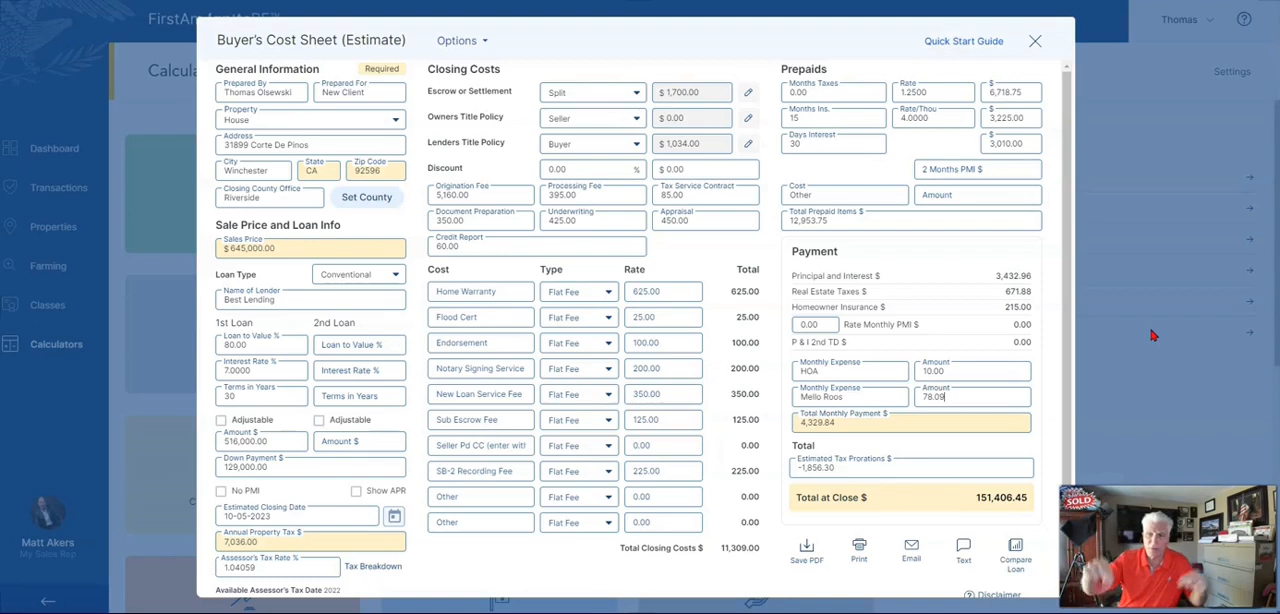 FirstAm IgniteRE
Thomas
Settings
Dashboard
Transactions
Properties
Farming
Classes
Calculators
Matt Akers
My Sales Rep
Buyer's Cost Sheet (Estimate)
Options
Quick Start Guide
General Information
Required
Prepared By
Thomas Olsewski
Prepared For
New Client
Property
House
Address
31899 Corte De Pinos
City
Winchester
State
CA
Zip Code
92596
Closing County Office
Riverside
Set County
Sale Price and Loan Info
Sales Price
$ 645,000.00
Loan Type
Conventional
Name of Lender
Best Lending
1st Loan
2nd Loan
Loan to Value %
80.00
Loan to Value %
Interest Rate %
7.0000
Interest Rate %
Terms in Years
30
Terms in Years
Adjustable
Adjustable
Amount $
516,000.00
Amount $
Down Payment $
129,000.00
No PMI
Show APR
Estimated Closing Date
10-05-2023
Annual Property Tax $
7,036.00
Assessor's Tax Rate %
1.04059
Tax Breakdown
Available Assessor's Tax Date 2022
Closing Costs
Escrow or Settlement
Split
$ 1,700.00
Owners Title Policy
Seller
$ 0.00
Lenders Title Policy
Buyer
$ 1,034.00
Discount
0.00 %
$ 0.00
Origination Fee
5,160.00
Processing Fee
395.00
Tax Service Contract
85.00
Document Preparation
350.00
Underwriting
425.00
Appraisal
450.00
Credit Report
60.00
Cost Type Rate Total
Home Warranty Flat Fee 625.00 625.00
Flood Cert Flat Fee 25.00 25.00
Endorsement Flat Fee 100.00 100.00
Notary Signing Service Flat Fee 200.00 200.00
New Loan Service Fee Flat Fee 350.00 350.00
Sub Escrow Fee Flat Fee 125.00 125.00
Seller Pd CC (enter wit Flat Fee 0.00 0.00
SB-2 Recording Fee Flat Fee 225.00 225.00
Other Flat Fee 0.00 0.00
Other Flat Fee 0.00 0.00
Total Closing Costs $ 11,309.00
Prepaids
Months Taxes
0.00
Rate
1.2500
$
6,718.75
Months Ins.
15
Rate/Thou
4.0000
$
3,225.00
Days Interest
30
$
3,010.00
2 Months PMI $
Cost
Other
Amount
Total Prepaid Items $
12,953.75
Payment
Principal and Interest $ 3,432.96
Real Estate Taxes $ 671.88
Homeowner Insurance $ 215.00
0.00 Rate Monthly PMI $ 0.00
P & I 2nd TD $ 0.00
Monthly Expense
HOA
Amount
10.00
Monthly Expense
Mello Roos
Amount
78.09
Total Monthly Payment $
4,329.84
Total
Estimated Tax Prorations $
-1,856.30
Total at Close $ 151,406.45
Save PDF
Print
Email
Text
Compare
Loan
Disclaimer
SOLD